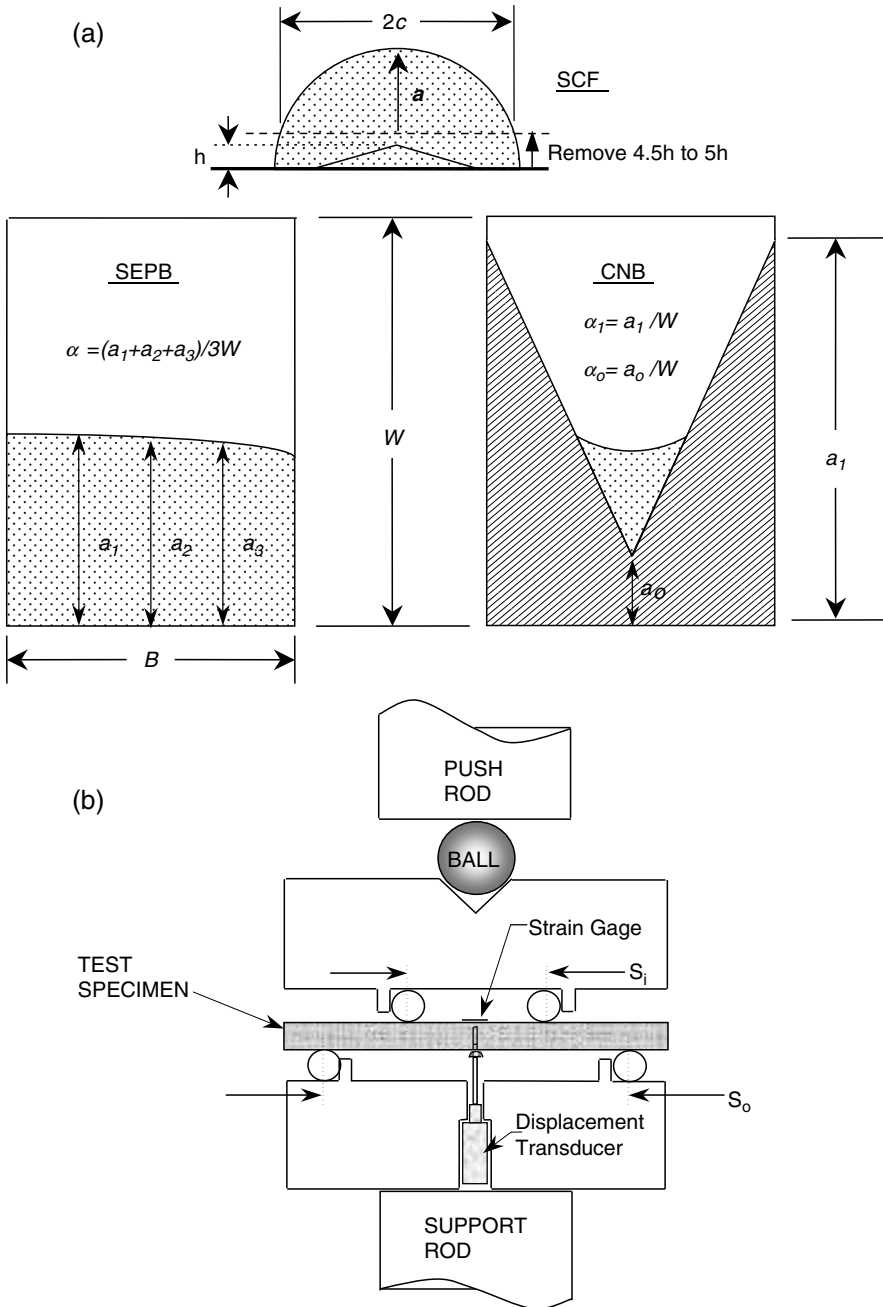 (a)
2c
SCF
a
h
Remove 4.5h to 5h
SEPB
α =(a₁+a₂+a₃)/3W
W
CNB
α₁= a₁ /W
αₒ= aₒ /W
a₁
a₁
a₂
a₃
aₒ
B
(b)
PUSH
ROD
BALL
Strain Gage
Sᵢ
TEST
SPECIMEN
Sₒ
Displacement
Transducer
SUPPORT
ROD